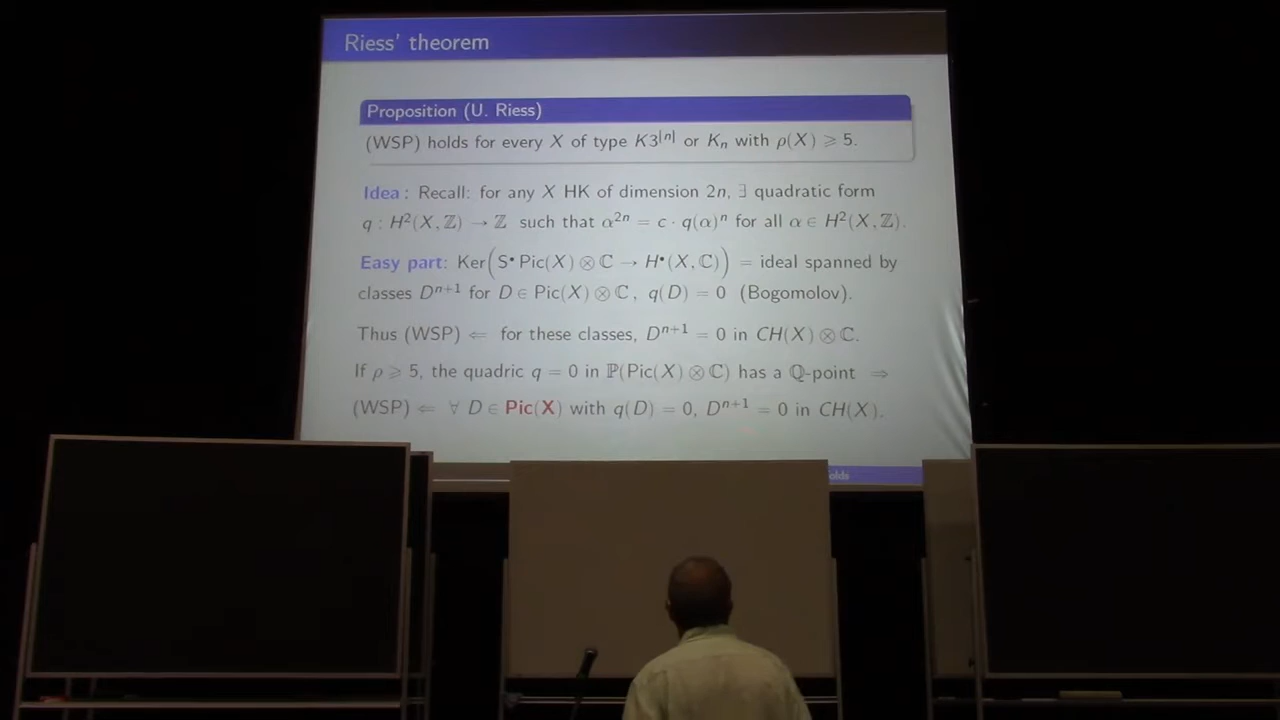 Riess' theorem
Proposition (U. Riess)
(WSP) holds for every X of type K3^[n] or K_n with ρ(X) ⩾ 5.
Idea : Recall: for any X HK of dimension 2n, ∃ quadratic form
q : H²(X, ℤ) → ℤ such that α^{2n} = c · q(α)^n for all α ∈ H²(X, ℤ).
Easy part: Ker(S^• Pic(X) ⊗ ℂ → H^•(X, ℂ)) = ideal spanned by
classes D^{n+1} for D ∈ Pic(X) ⊗ ℂ, q(D) = 0 (Bogomolov).
Thus (WSP) ⇐ for these classes, D^{n+1} = 0 in CH(X) ⊗ ℂ.
If ρ ⩾ 5, the quadric q = 0 in ℙ(Pic(X) ⊗ ℂ) has a ℚ-point ⇒
(WSP) ⇐ ∀ D ∈ Pic(X) with q(D) = 0, D^{n+1} = 0 in CH(X).
olds